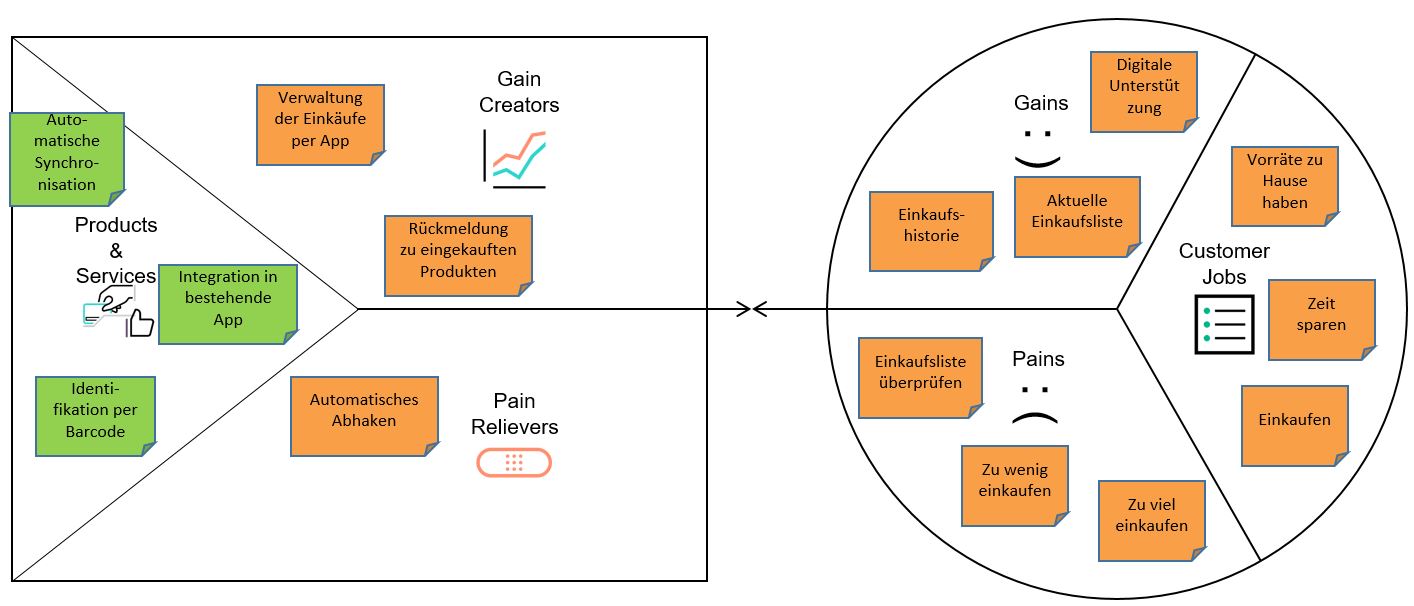 Auto-
matische
Synchro-
nisation
Products
&
Services
Integration in
bestehende
App
Identi-
fikation per
Barcode
Verwaltung
der Einkäufe
per App
Gain
Creators
Rückmeldung
zu eingekauften
Produkten
Automatisches
Abhaken
Pain
Relievers
Gains
Digitale
Unterstüt
zung
Einkaufs-
historie
Aktuelle
Einkaufsliste
Pains
Einkaufsliste
überprüfen
Zu wenig
einkaufen
Zu viel
einkaufen
Customer
Jobs
Vorräte zu
Hause
haben
Zeit
sparen
Einkaufen